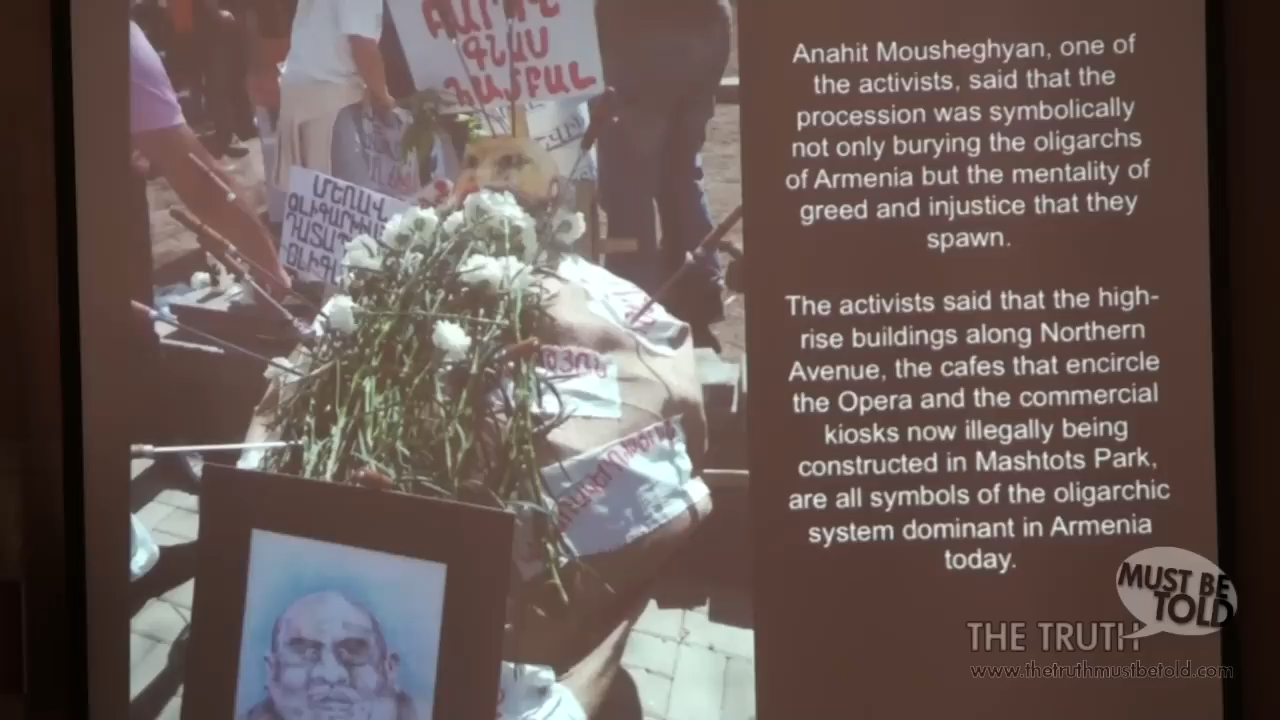 ԲԱՐՈՎ
ԳՆԱՍ
ՋԱՆԲԱԼ
ՄԵՌԱՎ
Anahit Mousheghyan, one of
the activists, said that the
procession was symbolically
not only burying the oligarchs
of Armenia but the mentality of
greed and injustice that they
spawn.
The activists said that the high-
rise buildings along Northern
Avenue, the cafes that encircle
the Opera and the commercial
kiosks now illegally being
constructed in Mashtots Park,
are all symbols of the oligarchic
system dominant in Armenia
today.
MUST BE
TOLD
THE TRUTH
www.thetruthmustbetold.com